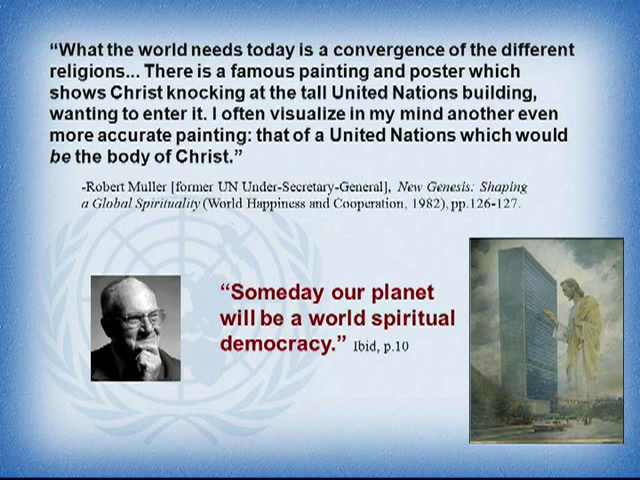 “What the world needs today is a convergence of the different
religions... There is a famous painting and poster which
shows Christ knocking at the tall United Nations building,
wanting to enter it. I often visualize in my mind another even
more accurate painting: that of a United Nations which would
be the body of Christ.”
-Robert Muller [former UN Under-Secretary-General], New Genesis: Shaping
a Global Spirituality (World Happiness and Cooperation, 1982), pp.126-127.
“Someday our planet
will be a world spiritual
democracy.” Ibid, p.10